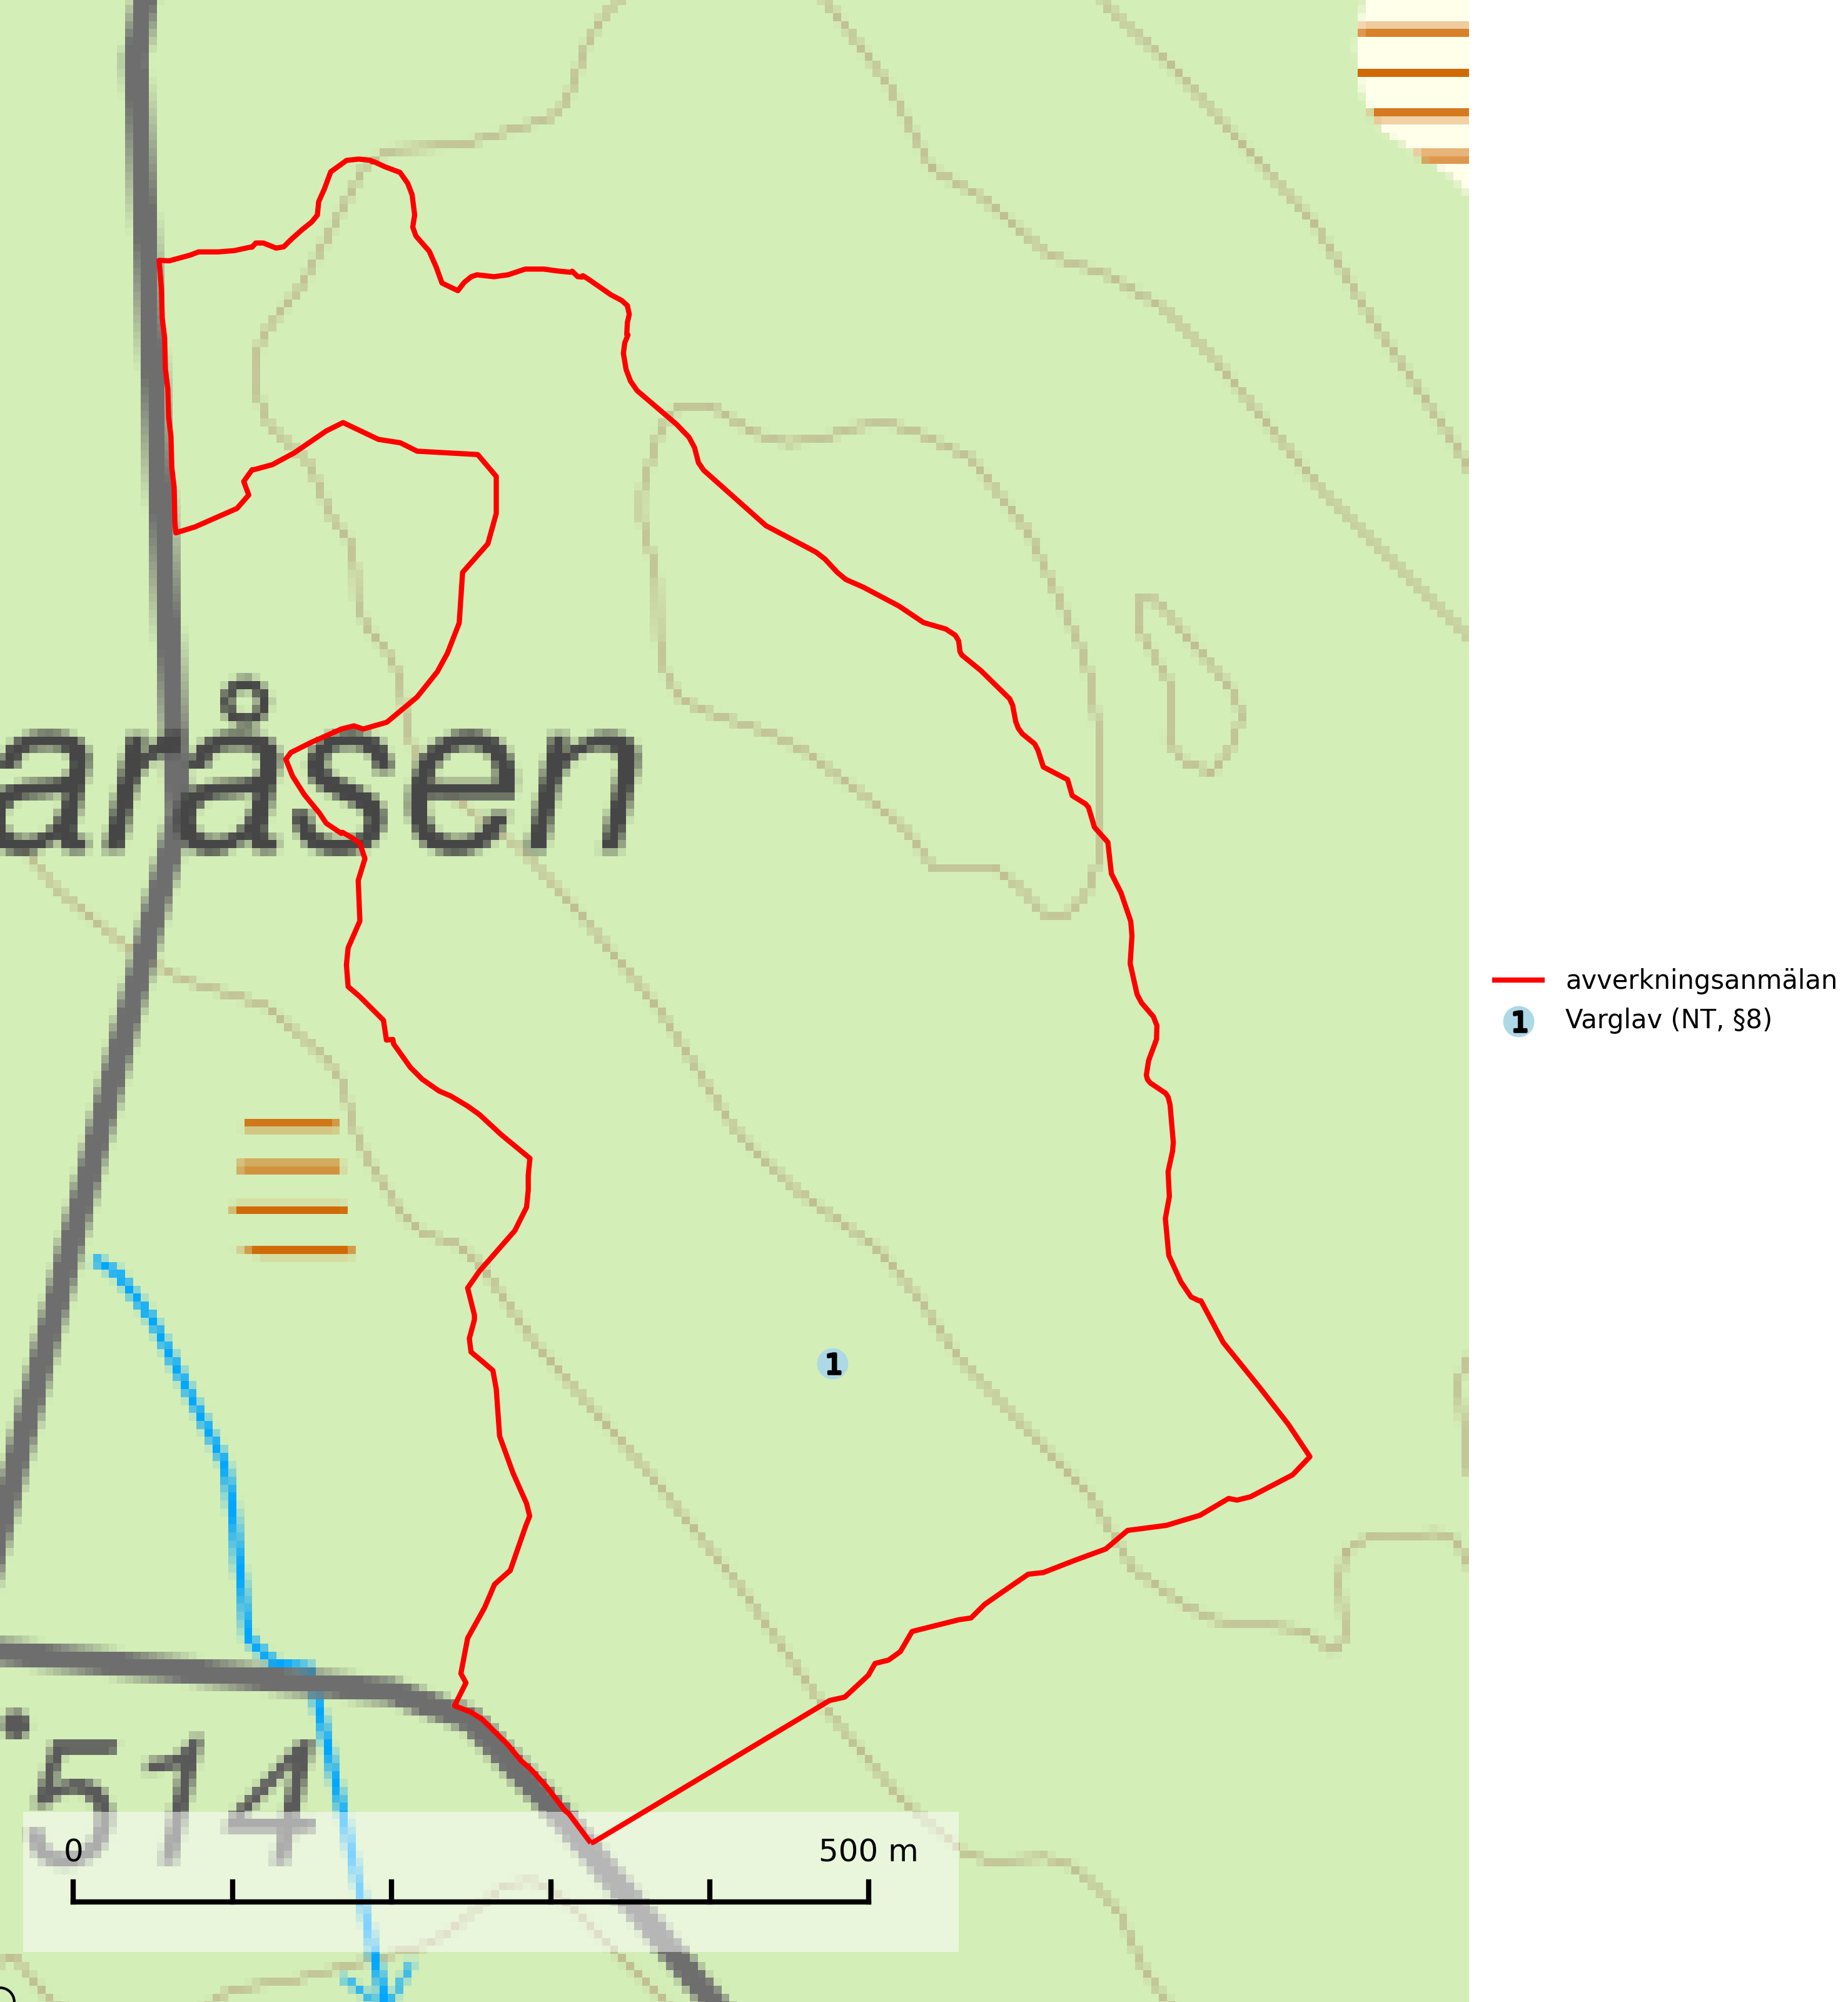 aråsen
avverkningsanmälan
1 Varglav (NT, §8)
1
514
0 500 m